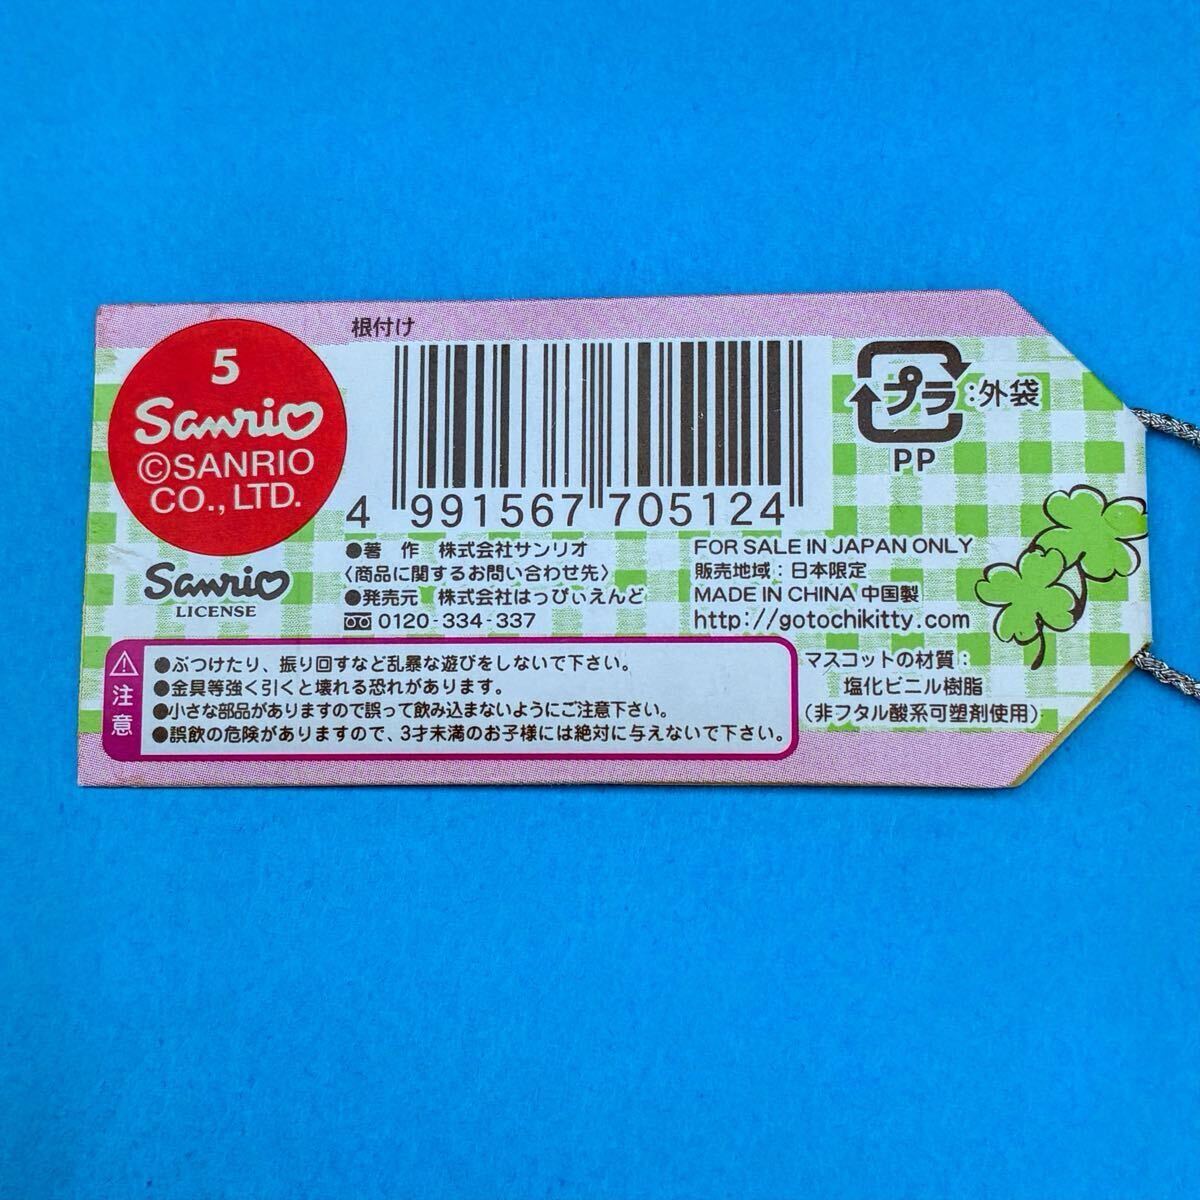 根付け
5
Sanrio
©SANRIO
CO., LTD.
Sanrio
LICENSE
4 991567 705124
プラ:外袋
PP
●著 作 株式会社サンリオ
〈商品に関するお問い合わせ先〉
●発売元 株式会社はっぴぃえんど
0120-334-337
FOR SALE IN JAPAN ONLY
販売地域:日本限定
MADE IN CHINA 中国製
http://gotochikitty.com
注意
●ぶつけたり、振り回すなど乱暴な遊びをしないで下さい。
●金具等強く引くと壊れる恐れがあります。
●小さな部品がありますので誤って飲み込まないようにご注意下さい。
●誤飲の危険がありますので、3才未満のお子様には絶対に与えないで下さい。
マスコットの材質:
塩化ビニル樹脂
(非フタル酸系可塑剤使用)